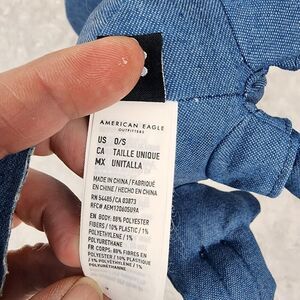 AMERICAN EAGLE
OUTFITTERS
US O/S
CA TAILLE UNIQUE
MX UNITALLA
MADE IN CHINA / FABRIQUÉ
EN CHINE / HECHO EN CHINA
RN 54485/CA 03873
RFC# AEM1206050U9A
EN BODY: 88% POLYESTER
FIBERS / 10% PLASTIC / 1%
POLYETHYLENE / 1%
POLYURETHANE
FR CORPS: 88% FIBRES EN
POLYESTER / 10% PLASTIQUE / 1%
POLYÉTHYLÈNE / 1%